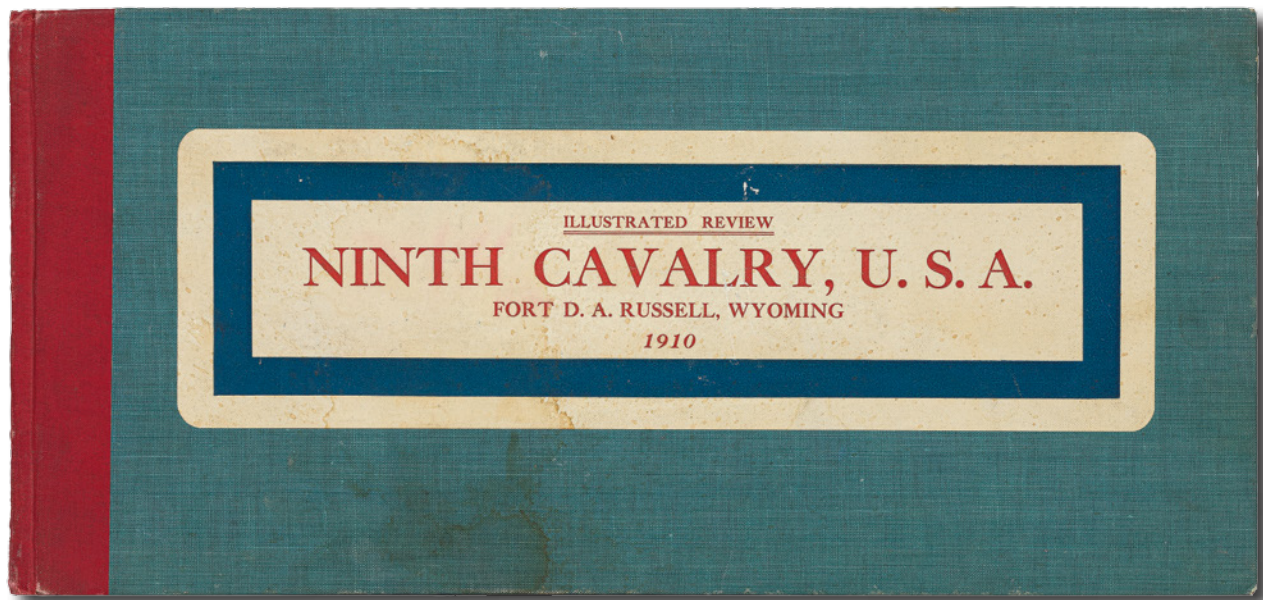 ILLUSTRATED REVIEW
NINTH CAVALRY, U. S. A.
FORT D. A. RUSSELL, WYOMING
1910